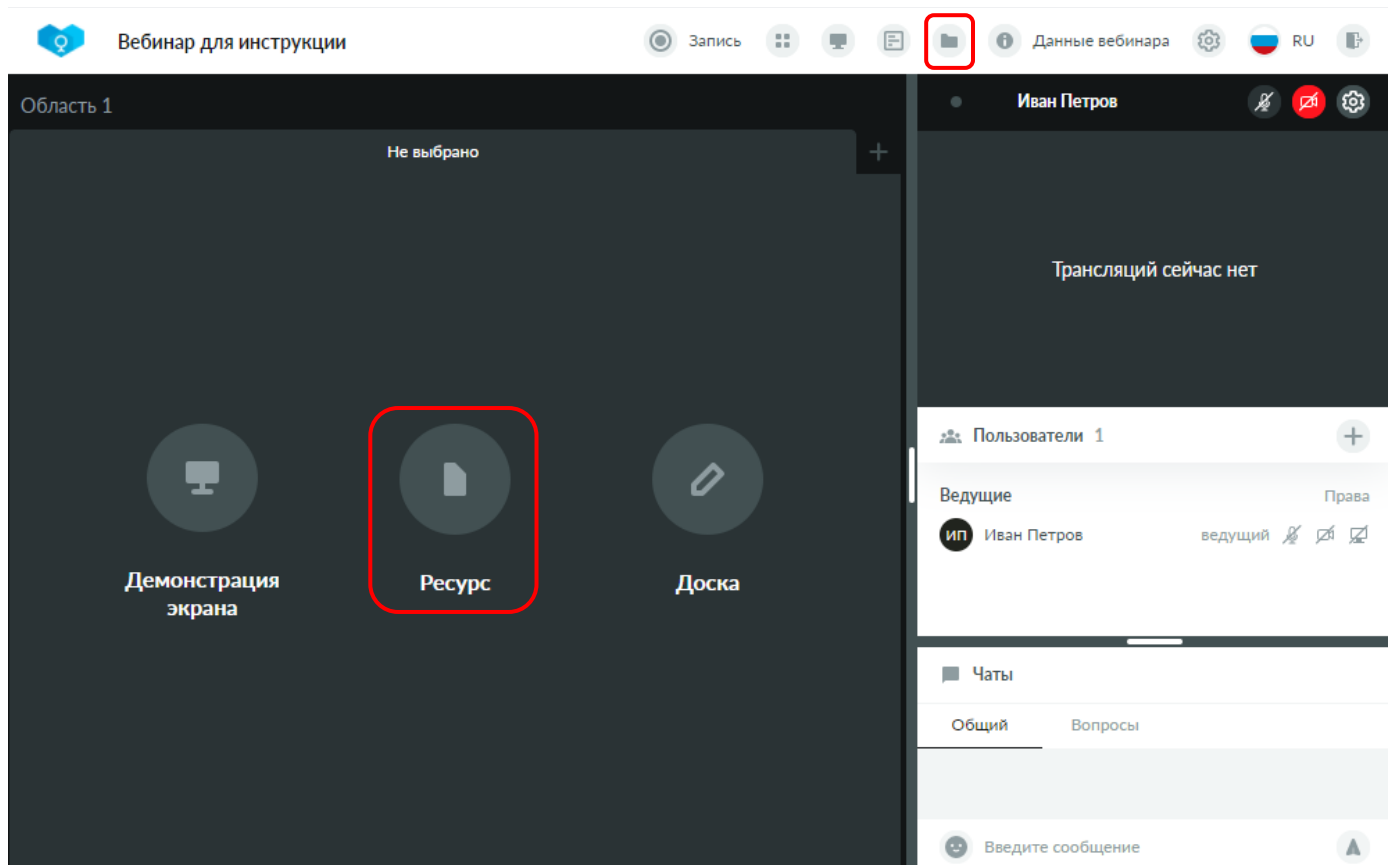 Вебинар для инструкции
Запись
Данные вебинара
RU
Область 1
Не выбрано
Демонстрация
экрана
Ресурс
Доска
Иван Петров
Трансляций сейчас нет
Пользователи 1
Ведущие Права
ИП Иван Петров ведущий
Чаты
Общий Вопросы
Введите сообщение